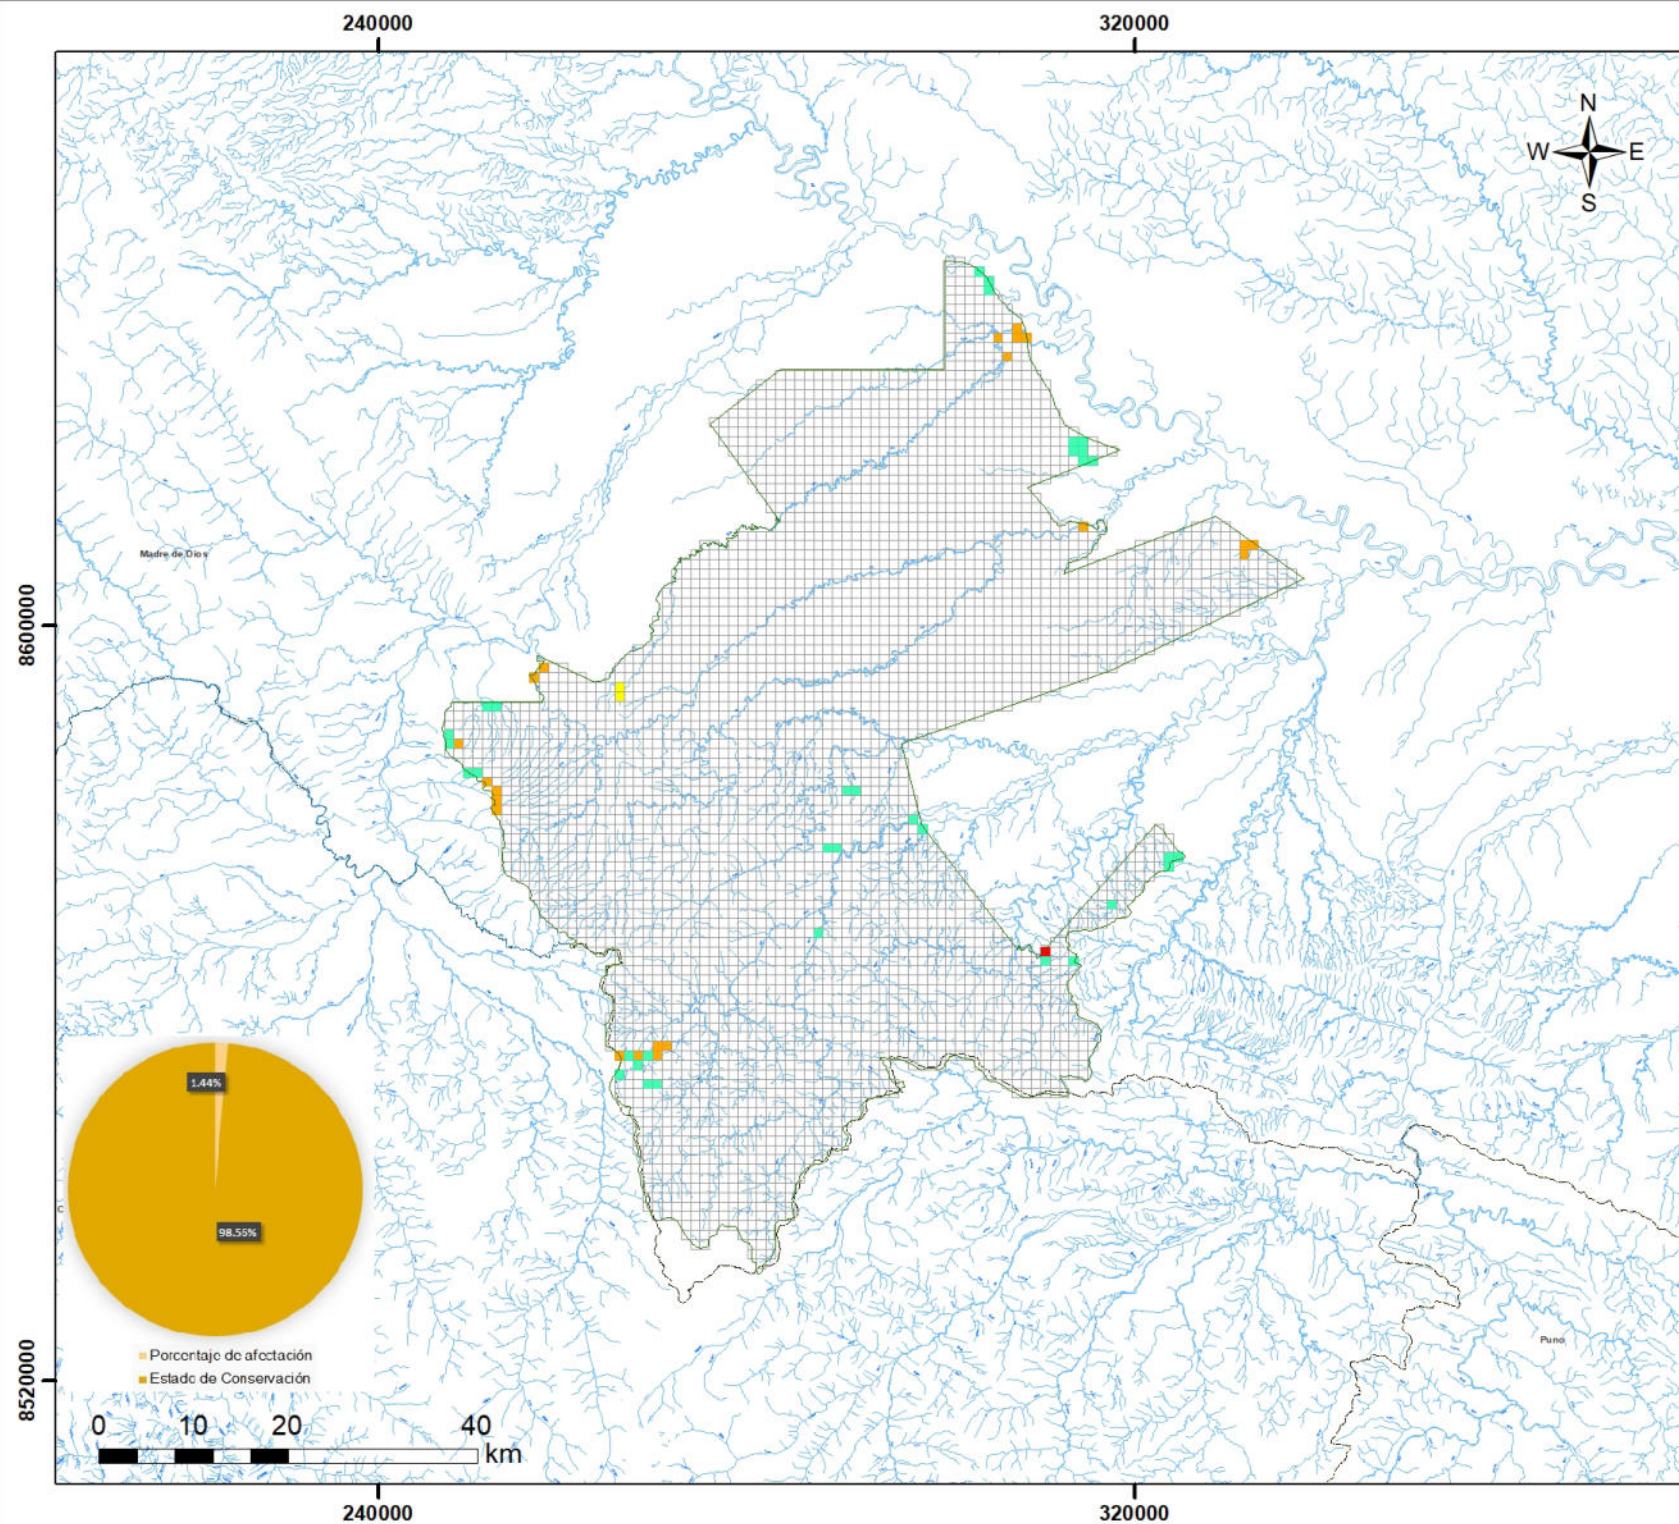 240000 320000
N
W E
S
Madre de Dios
8600000
1.44%
98.55%
Puno
Porcentaje de afectación
Estado de Conservación
8520000
0 10 20 40
km
240000 320000